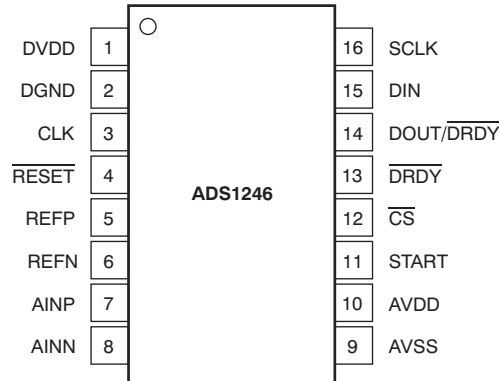 DVDD 1 16 SCLK
DGND 2 15 DIN
CLK 3 14 DOUT/DRDY
RESET 4 13 DRDY
ADS1246
REFP 5 12 CS
REFN 6 11 START
AINP 7 10 AVDD
AINN 8 9 AVSS